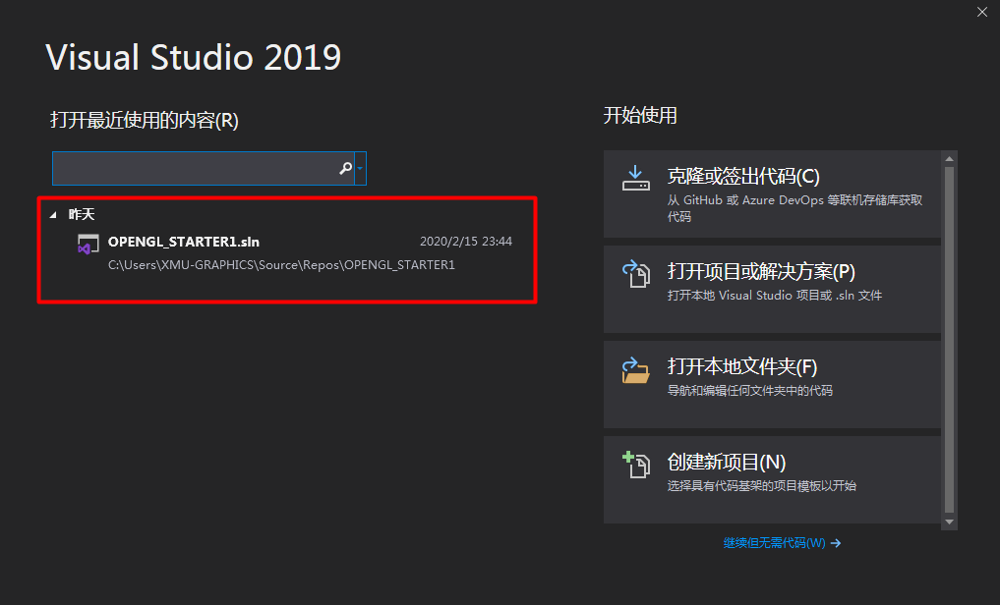 Visual Studio 2019
打开最近使用的内容(R)
昨天
OPENGL_STARTER1.sln 2020/2/15 23:44
C:\Users\XMU-GRAPHICS\Source\Repos\OPENGL_STARTER1
开始使用
克隆或签出代码(C)
从 GitHub 或 Azure DevOps 等联机存储库获取
代码
打开项目或解决方案(P)
打开本地 Visual Studio 项目或 .sln 文件
打开本地文件夹(F)
导航和编辑任何文件夹中的代码
创建新项目(N)
选择具有代码基架的项目模板以开始
继续但无需代码(W) →